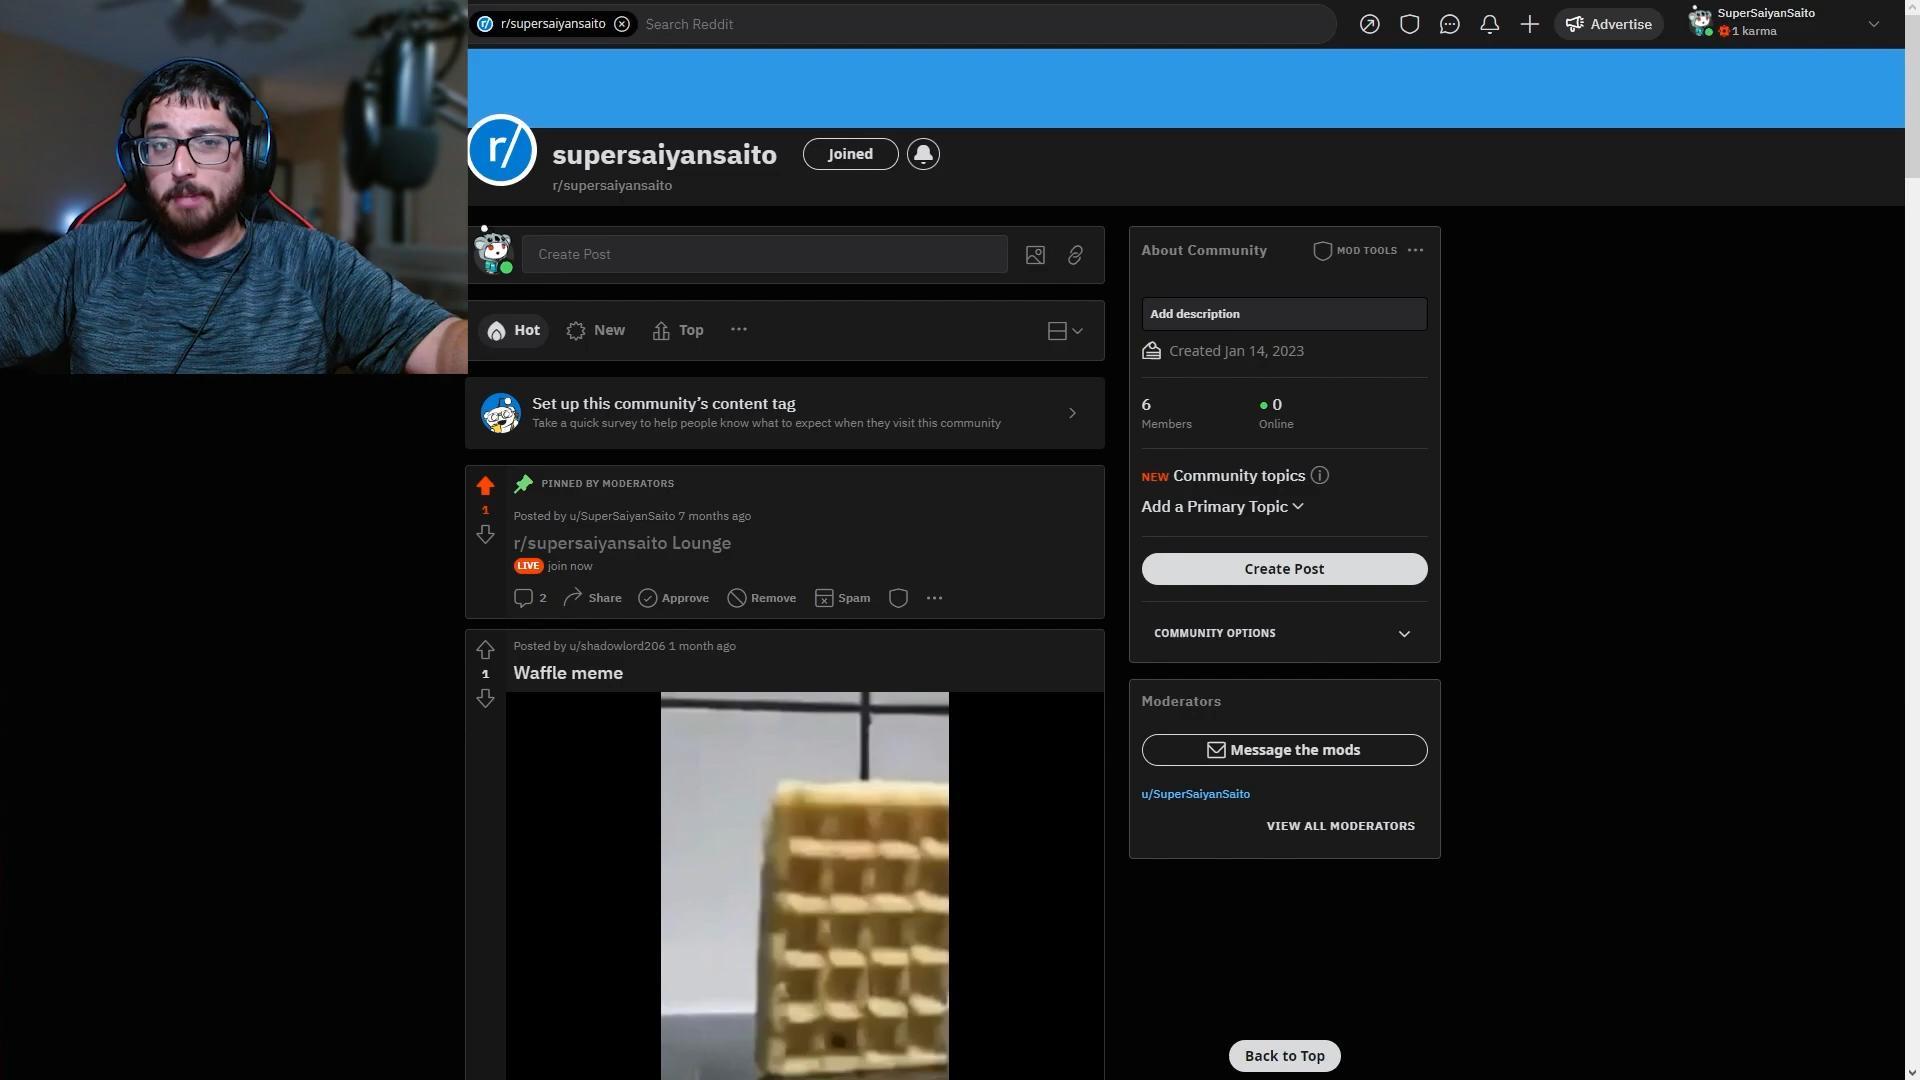 r/supersaiyansaito
Search Reddit
Advertise
SuperSaiyanSaito
1 karma
r/
supersaiyansaito
Joined
r/supersaiyansaito
Create Post
Hot
New
Top
Set up this community's content tag
Take a quick survey to help people know what to expect when they visit this community
PINNED BY MODERATORS
1
Posted by u/SuperSaiyanSaito 7 months ago
r/supersaiyansaito Lounge
LIVE join now
2
Share
Approve
Remove
Spam
Posted by u/shadowlord206 1 month ago
1
Waffle meme
About Community
MOD TOOLS
Add description
Created Jan 14, 2023
6
0
Members
Online
NEW Community topics
Add a Primary Topic
Create Post
COMMUNITY OPTIONS
Moderators
Message the mods
u/SuperSaiyanSaito
VIEW ALL MODERATORS
Back to Top